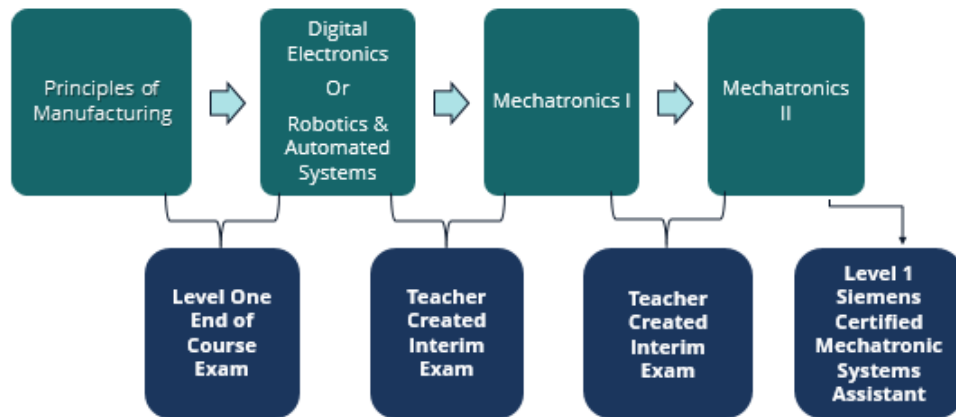 Principles of
Manufacturing
Digital
Electronics
Or
Robotics &
Automated
Systems
Mechatronics I
Mechatronics
II
Level One
End of
Course
Exam
Teacher
Created
Interim
Exam
Teacher
Created
Interim
Exam
Level 1
Siemens
Certified
Mechatronic
Systems
Assistant